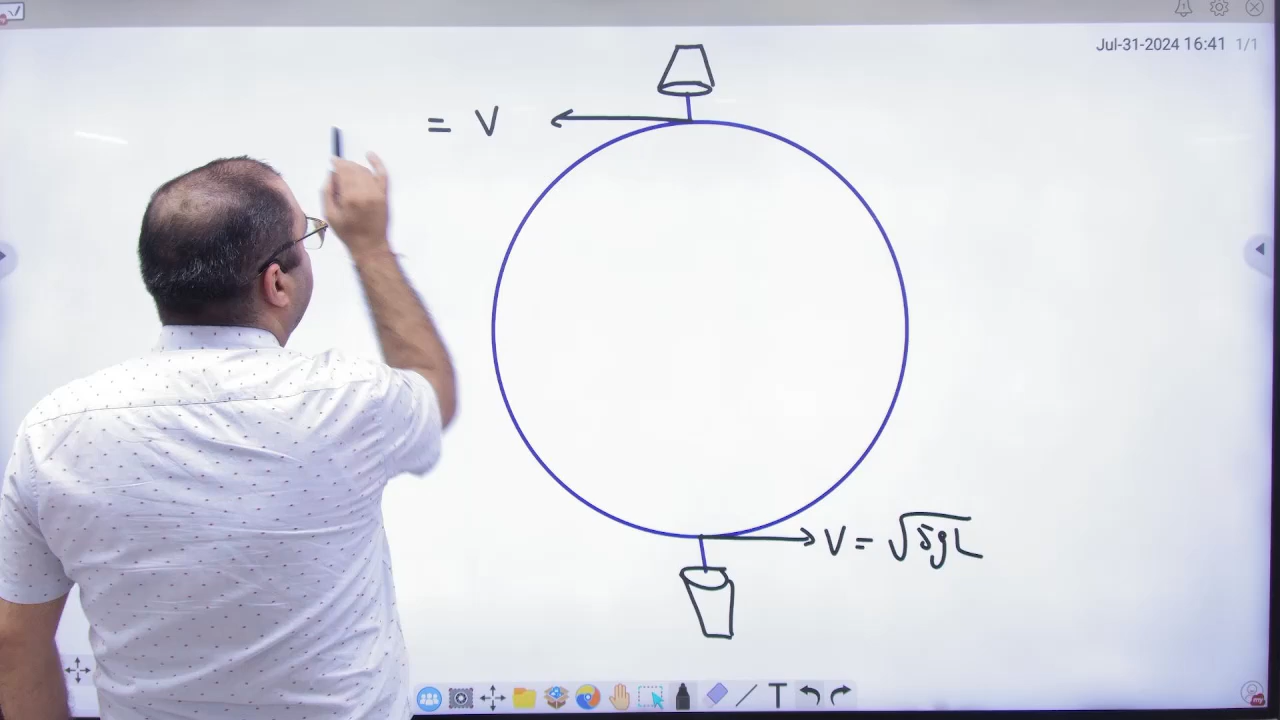 Jul-31-2024 16:41 1/1
= V
V = √5gL
T